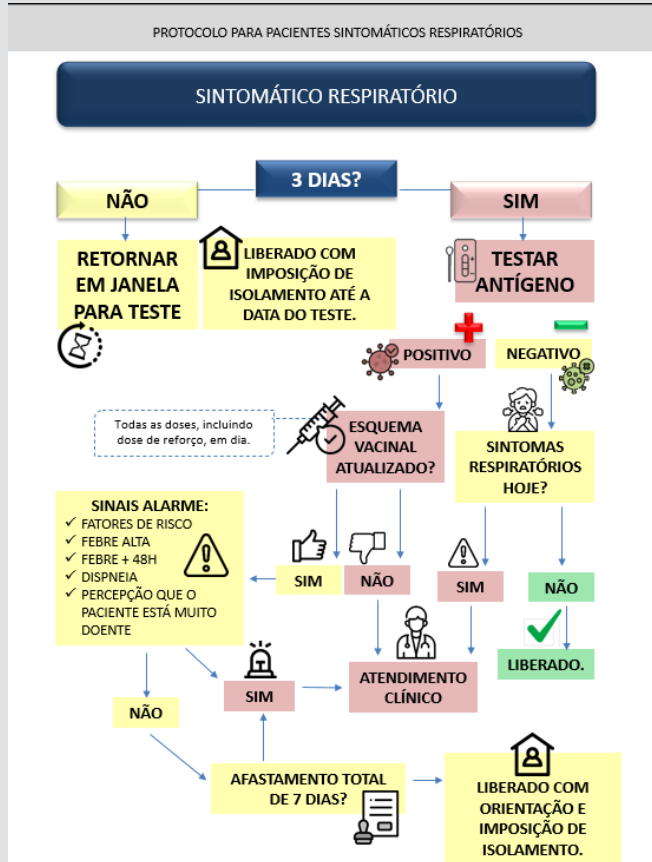 PROTOCOLO PARA PACIENTES SINTOMÁTICOS RESPIRATÓRIOS
SINTOMÁTICO RESPIRATÓRIO
3 DIAS?
NÃO
SIM
RETORNAR
EM JANELA
PARA TESTE
LIBERADO COM
IMPOSIÇÃO DE
ISOLAMENTO ATÉ A
DATA DO TESTE.
TESTAR
ANTÍGENO
POSITIVO
NEGATIVO
Todas as doses, incluindo
dose de reforço, em dia.
ESQUEMA
VACINAL
ATUALIZADO?
SINTOMAS
RESPIRATÓRIOS
HOJE?
SINAIS ALARME:
✓ FATORES DE RISCO
✓ FEBRE ALTA
✓ FEBRE + 48H
✓ DISPNEIA
✓ PERCEPÇÃO QUE O
PACIENTE ESTÁ MUITO
DOENTE
SIM
NÃO
SIM
NÃO
LIBERADO.
ATENDIMENTO
CLÍNICO
SIM
NÃO
AFASTAMENTO TOTAL
DE 7 DIAS?
LIBERADO COM
ORIENTAÇÃO E
IMPOSIÇÃO DE
ISOLAMENTO.